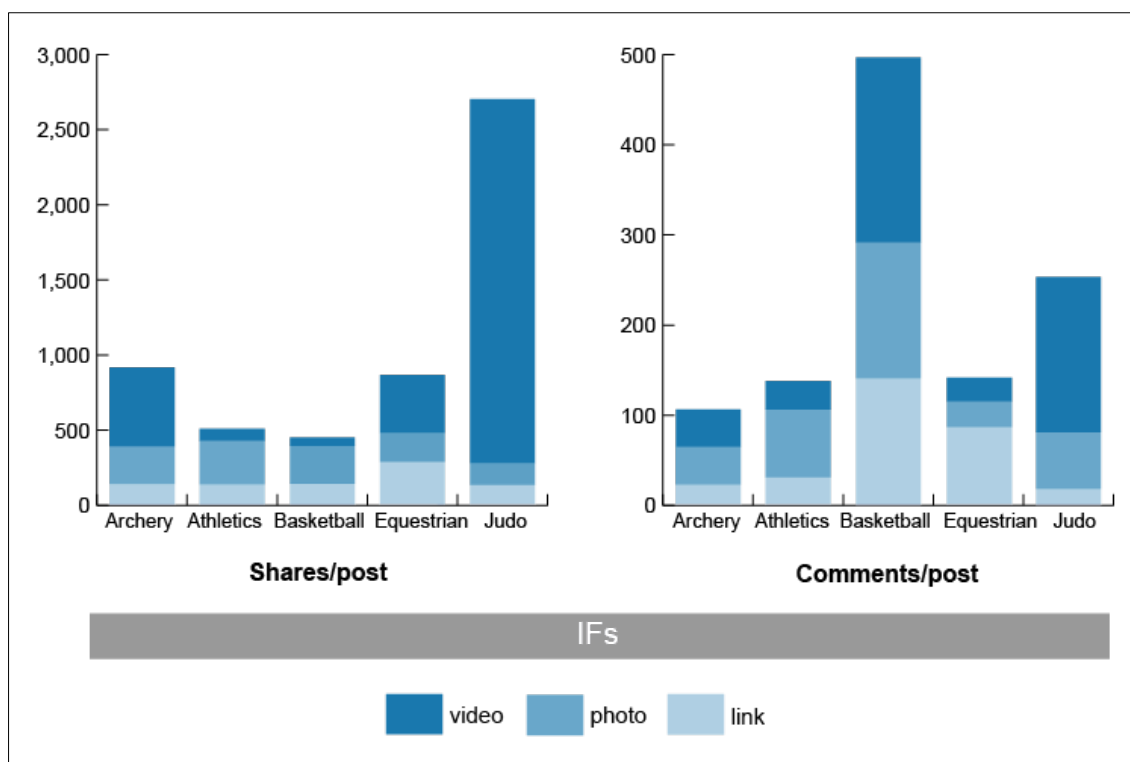 3,000
2,500
2,000
1,500
1,000
500
0
Archery Athletics Basketball Equestrian Judo
Shares/post
500
400
300
200
100
0
Archery Athletics Basketball Equestrian Judo
Comments/post
IFs
video photo link